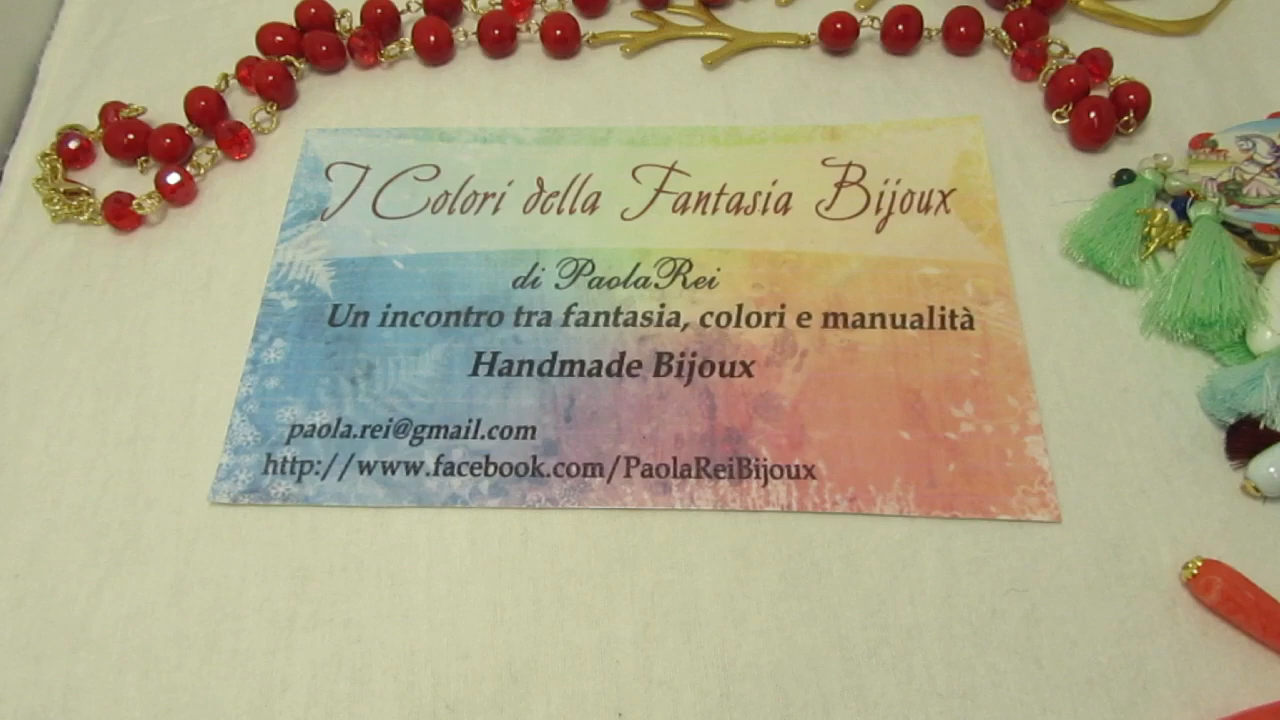 I Colori della Fantasia Bijoux
di PaolaRei
Un incontro tra fantasia, colori e manualità
Handmade Bijoux
paola.rei@gmail.com
http://www.facebook.com/PaolaReiBijoux